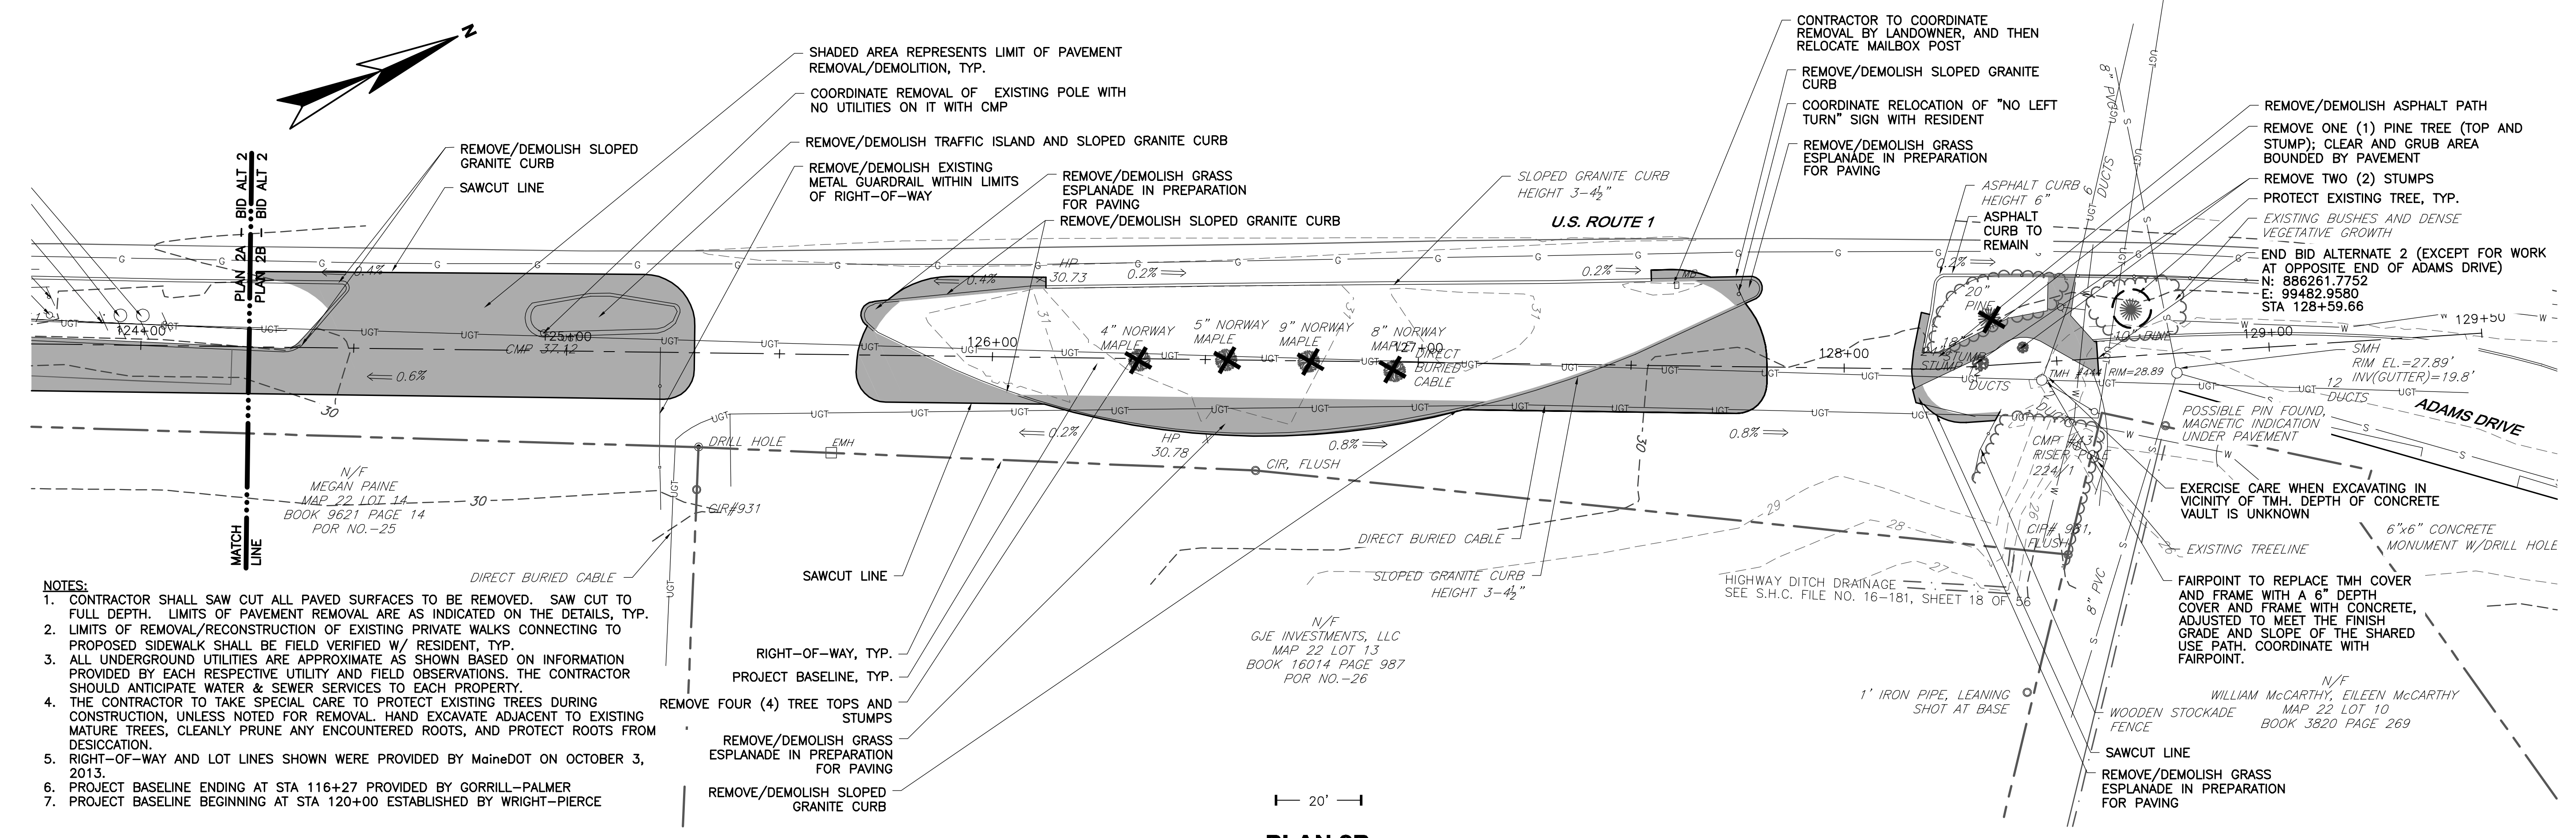 N
SHADED AREA REPRESENTS LIMIT OF PAVEMENT
REMOVAL/DEMOLITION, TYP.
COORDINATE REMOVAL OF EXISTING POLE WITH
NO UTILITIES ON IT WITH CMP
REMOVE/DEMOLISH TRAFFIC ISLAND AND SLOPED GRANITE CURB
REMOVE/DEMOLISH SLOPED
GRANITE CURB
SAWCUT LINE
REMOVE/DEMOLISH EXISTING
METAL GUARDRAIL WITHIN LIMITS
OF RIGHT-OF-WAY
REMOVE/DEMOLISH GRASS
ESPLANADE IN PREPARATION
FOR PAVING
REMOVE/DEMOLISH SLOPED GRANITE CURB
SLOPED GRANITE CURB
HEIGHT 3-4½"
U.S. ROUTE 1
CONTRACTOR TO COORDINATE
REMOVAL BY LANDOWNER, AND THEN
RELOCATE MAILBOX POST
REMOVE/DEMOLISH SLOPED GRANITE
CURB
COORDINATE RELOCATION OF "NO LEFT
TURN" SIGN WITH RESIDENT
REMOVE/DEMOLISH GRASS
ESPLANADE IN PREPARATION
FOR PAVING
ASPHALT CURB
HEIGHT 6"
ASPHALT
CURB TO
REMAIN
REMOVE/DEMOLISH ASPHALT PATH
REMOVE ONE (1) PINE TREE (TOP AND
STUMP); CLEAR AND GRUB AREA
BOUNDED BY PAVEMENT
REMOVE TWO (2) STUMPS
PROTECT EXISTING TREE, TYP.
EXISTING BUSHES AND DENSE
VEGETATIVE GROWTH
END BID ALTERNATE 2 (EXCEPT FOR WORK
AT OPPOSITE END OF ADAMS DRIVE)
N: 886261.7752
E: 99482.9580
STA 128+59.66
PLAN 2A - BID ALT 2
PLAN 2B - BID ALT 2
MATCH
LINE
0.4%
0.4%
HP
30.73
0.2%
0.2%
0.2%
124+00
125+00
CMP 37.12
126+00
4" NORWAY
MAPLE
5" NORWAY
MAPLE
9" NORWAY
MAPLE
8" NORWAY
MAPLE
127+00
DIRECT
BURIED
CABLE
128+00
20"
PINE
STUMP
DUCTS
TMH #444 RIM=28.89
10" PINE
129+00
129+50
SMH
RIM EL.=27.89'
INV(GUTTER)=19.8'
12
DUCTS
ADAMS DRIVE
0.6%
30
0.2%
HP
30.78
0.8%
0.8%
30
DRILL HOLE
EMH
CIR, FLUSH
CIR#931
POSSIBLE PIN FOUND,
MAGNETIC INDICATION
UNDER PAVEMENT
CMP #43
RISER POLE
224/1
N/F
MEGAN PAINE
MAP 22 LOT 14
BOOK 9621 PAGE 14
POR NO.-25
30
EXERCISE CARE WHEN EXCAVATING IN
VICINITY OF TMH. DEPTH OF CONCRETE
VAULT IS UNKNOWN
6"x6" CONCRETE
MONUMENT W/DRILL HOLE
29
28
27
26
CIR# 931,
FLUSH
EXISTING TREELINE
DIRECT BURIED CABLE
DIRECT BURIED CABLE
SAWCUT LINE
SLOPED GRANITE CURB
HEIGHT 3-4½"
HIGHWAY DITCH DRAINAGE
SEE S.H.C. FILE NO. 16-181, SHEET 18 OF 56
8" PVC
FAIRPOINT TO REPLACE TMH COVER
AND FRAME WITH A 6" DEPTH
COVER AND FRAME WITH CONCRETE,
ADJUSTED TO MEET THE FINISH
GRADE AND SLOPE OF THE SHARED
USE PATH. COORDINATE WITH
FAIRPOINT.
N/F
GJE INVESTMENTS, LLC
MAP 22 LOT 13
BOOK 16014 PAGE 987
POR NO.-26
RIGHT-OF-WAY, TYP.
PROJECT BASELINE, TYP.
REMOVE FOUR (4) TREE TOPS AND
STUMPS
REMOVE/DEMOLISH GRASS
ESPLANADE IN PREPARATION
FOR PAVING
REMOVE/DEMOLISH SLOPED
GRANITE CURB
1' IRON PIPE, LEANING
SHOT AT BASE
N/F
WILLIAM McCARTHY, EILEEN McCARTHY
MAP 22 LOT 10
BOOK 3820 PAGE 269
WOODEN STOCKADE
FENCE
SAWCUT LINE
REMOVE/DEMOLISH GRASS
ESPLANADE IN PREPARATION
FOR PAVING
NOTES:
1. CONTRACTOR SHALL SAW CUT ALL PAVED SURFACES TO BE REMOVED. SAW CUT TO
FULL DEPTH. LIMITS OF PAVEMENT REMOVAL ARE AS INDICATED ON THE DETAILS, TYP.
2. LIMITS OF REMOVAL/RECONSTRUCTION OF EXISTING PRIVATE WALKS CONNECTING TO
PROPOSED SIDEWALK SHALL BE FIELD VERIFIED W/ RESIDENT, TYP.
3. ALL UNDERGROUND UTILITIES ARE APPROXIMATE AS SHOWN BASED ON INFORMATION
PROVIDED BY EACH RESPECTIVE UTILITY AND FIELD OBSERVATIONS. THE CONTRACTOR
SHOULD ANTICIPATE WATER & SEWER SERVICES TO EACH PROPERTY.
4. THE CONTRACTOR TO TAKE SPECIAL CARE TO PROTECT EXISTING TREES DURING
CONSTRUCTION, UNLESS NOTED FOR REMOVAL. HAND EXCAVATE ADJACENT TO EXISTING
MATURE TREES, CLEANLY PRUNE ANY ENCOUNTERED ROOTS, AND PROTECT ROOTS FROM
DESICCATION.
5. RIGHT-OF-WAY AND LOT LINES SHOWN WERE PROVIDED BY MaineDOT ON OCTOBER 3,
2013.
6. PROJECT BASELINE ENDING AT STA 116+27 PROVIDED BY GORRILL-PALMER
7. PROJECT BASELINE BEGINNING AT STA 120+00 ESTABLISHED BY WRIGHT-PIERCE
20'